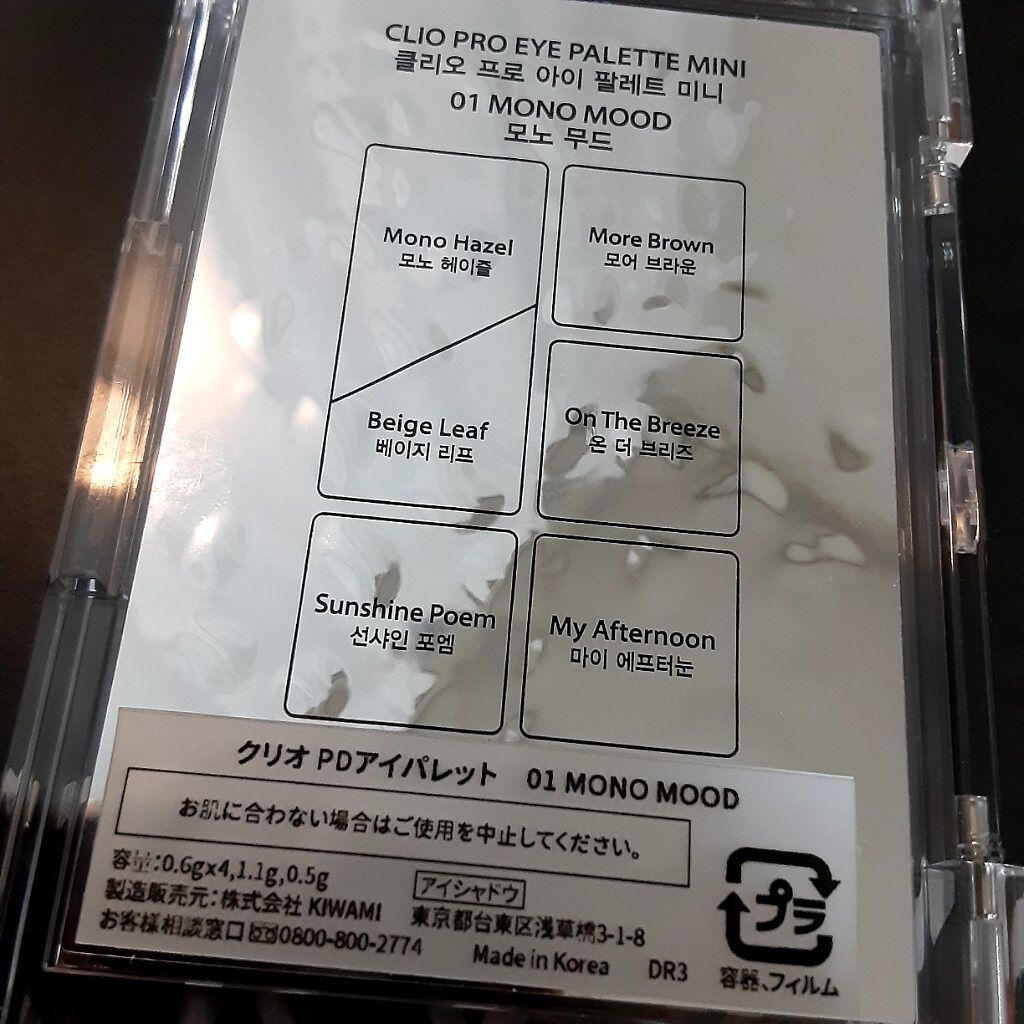 CLIO PRO EYE PALETTE MINI
클리오 프로 아이 팔레트 미니
01 MONO MOOD
모노 무드
Mono Hazel
모노 헤이즐
More Brown
모어 브라운
Beige Leaf
베이지 리프
On The Breeze
온 더 브리즈
Sunshine Poem
선샤인 포엠
My Afternoon
마이 에프터눈
クリオ PDアイパレット 01 MONO MOOD
お肌に合わない場合はご使用を中止してください。
容量:0.6gx4,1.1g,0.5g
アイシャドウ
製造販売元:株式会社 KIWAMI 東京都台東区浅草橋3-1-8
お客様相談窓口 0800-800-2774 Made in Korea DR3
プラ
容器、フィルム